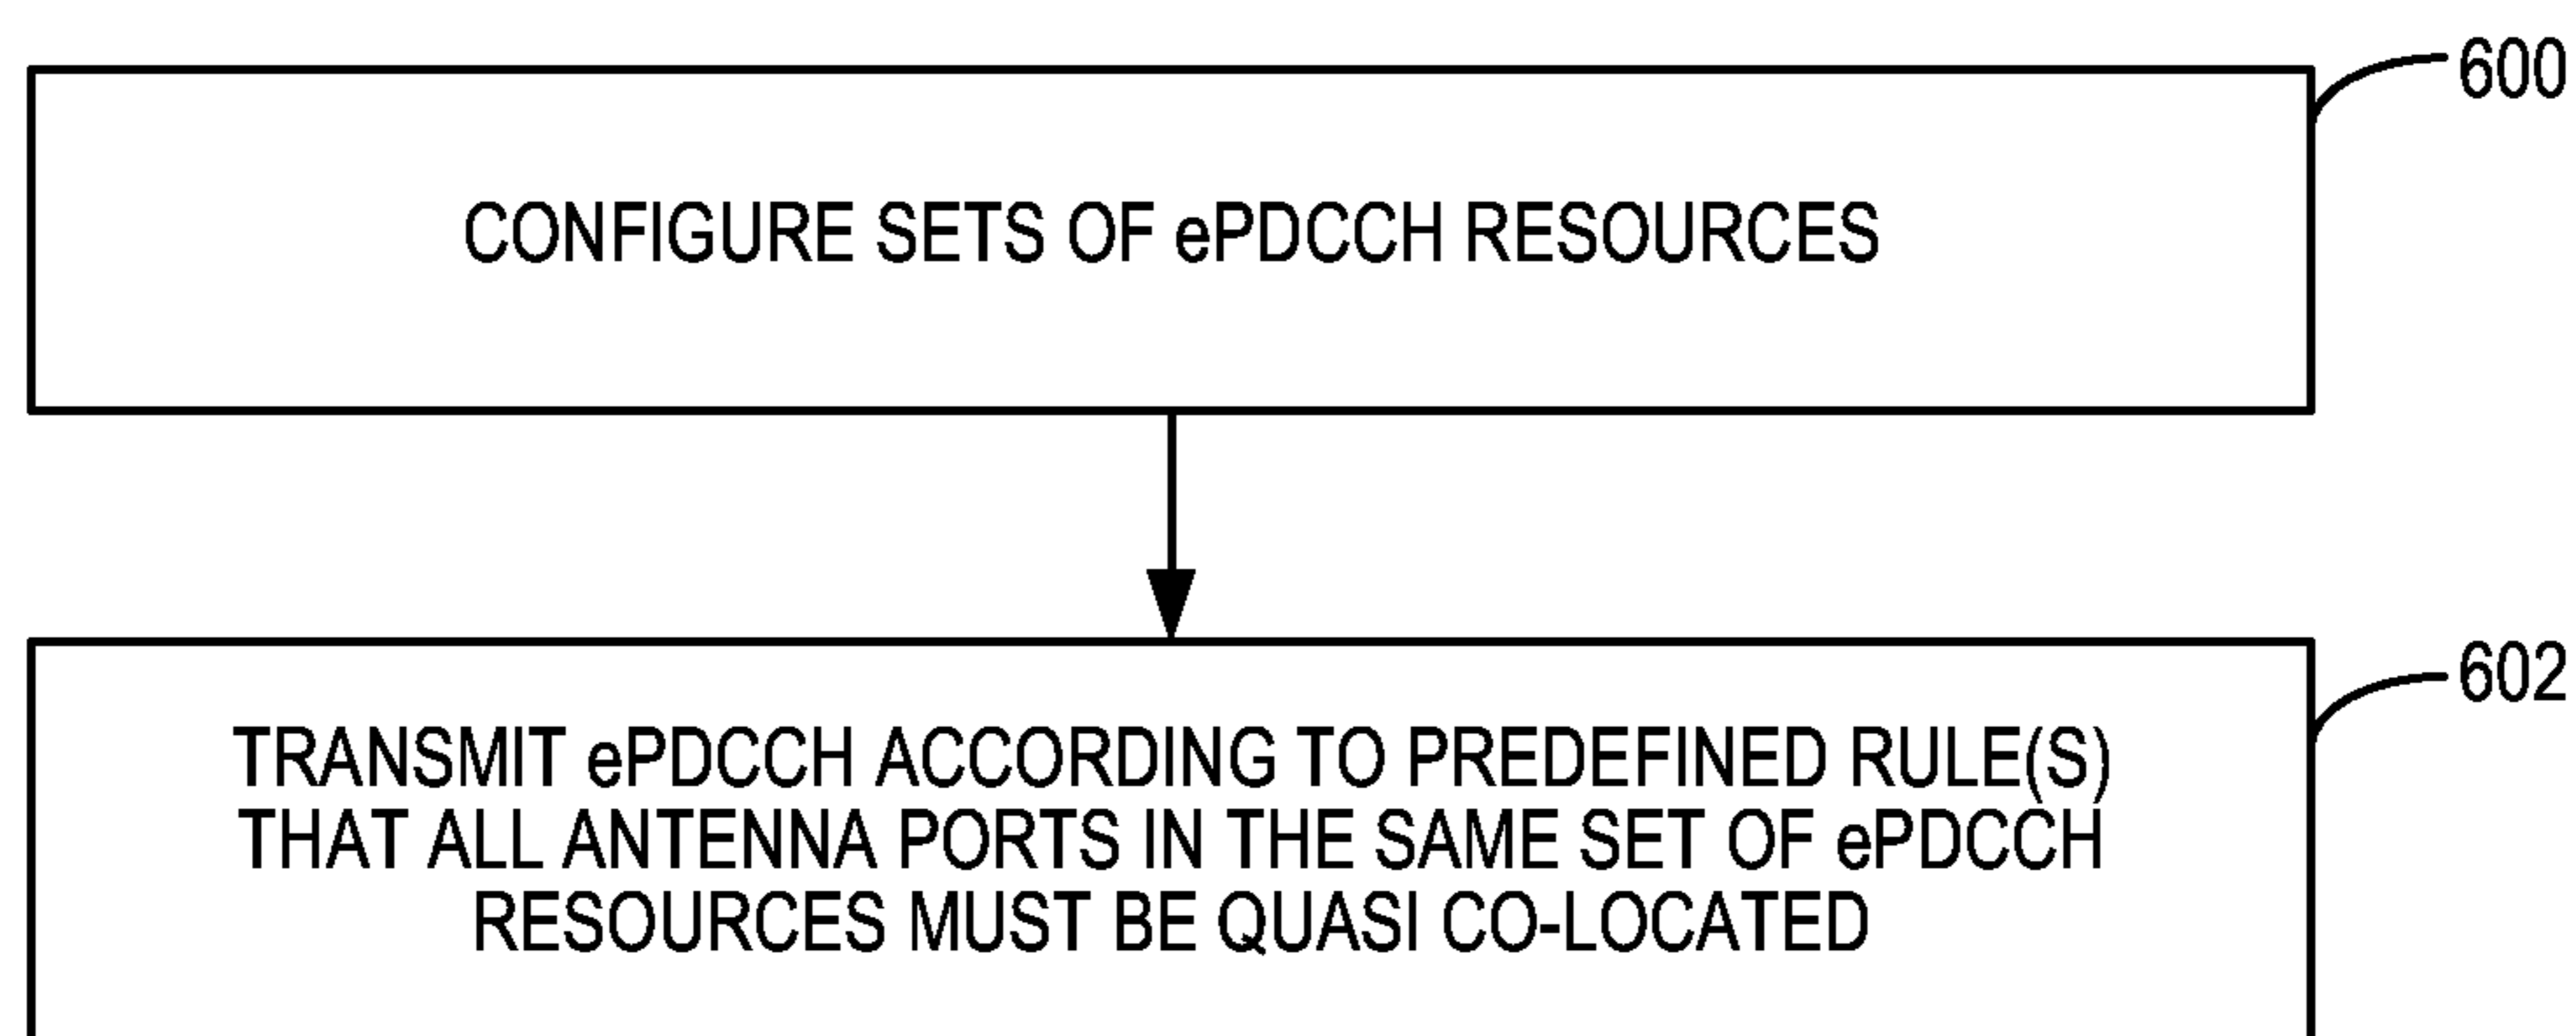 600
CONFIGURE SETS OF ePDCCH RESOURCES
602
TRANSMIT ePDCCH ACCORDING TO PREDEFINED RULE(S)
THAT ALL ANTENNA PORTS IN THE SAME SET OF ePDCCH
RESOURCES MUST BE QUASI CO-LOCATED